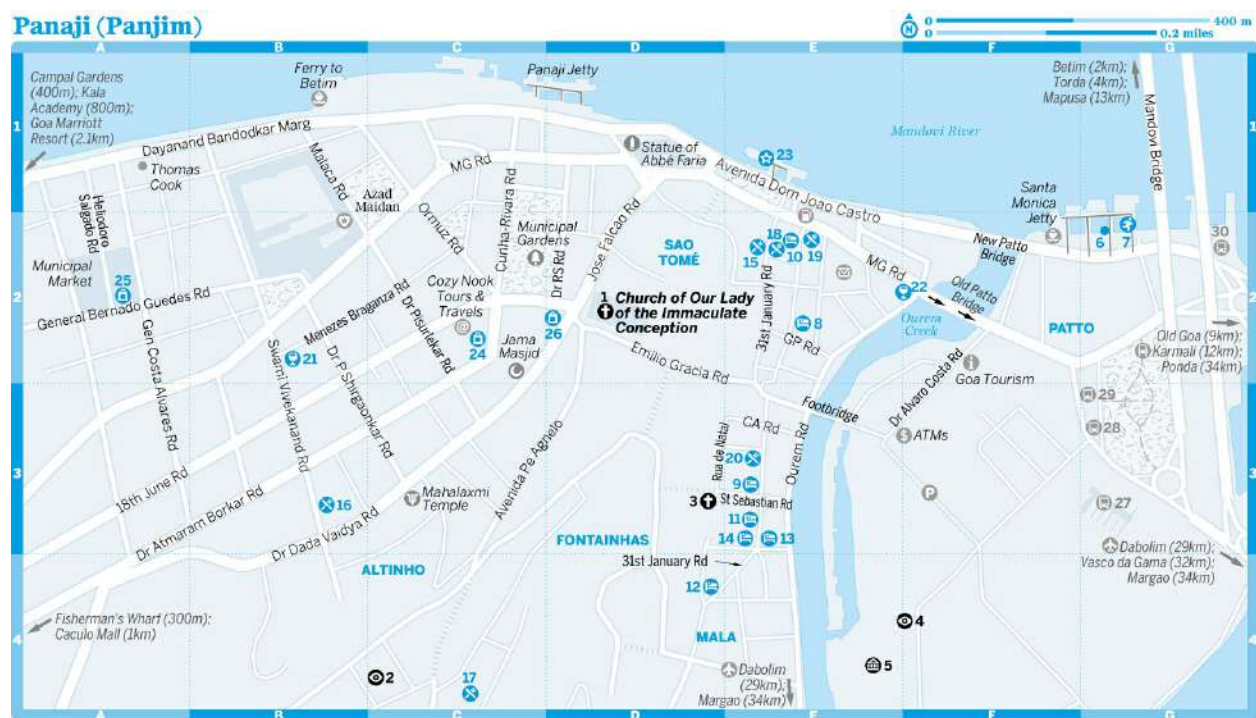 Panaji (Panjim)
0 400 m
N 0 0.2 miles
A B C D E F G
Campal Gardens
(400m); Kala
Academy (800m);
Goa Marriott
Resort (2.1km)
Ferry to
Betim
Panaji Jetty
Betim (2km);
Torda (4km);
Mapusa (13km)
Mandovi Bridge
1
1
Dayanand Bandodkar Marg
Mandovi River
Thomas
Cook
Malaca Rd
MG Rd
Statue of
Abbé Faria
23
Avenida Dom Joao Castro
Heliodoro
Salgado Rd
Azad
Maidan
Ormuz Rd
Cunha-Rivara Rd
Municipal
Gardens
Jose Falcao Rd
Santa
Monica
Jetty
6
7
30
SAO
TOMÉ
18
15
10
19
MG Rd
New Patto
Bridge
Municipal
Market
25
2
2
General Bernado Guedes Rd
Menezes Braganza Rd
Cozy Nook
Tours &
Travels
Dr RS Rd
1 Church of Our Lady
of the Immaculate
Conception
31st January Rd
22
Old Patto
Bridge
Ourem
Creek
PATTO
Old Goa (9km);
Karmali (12km);
Ponda (34km)
Gen Costa Alvares Rd
21
Dr Pisurlekar Rd
24
Jama
Masjid
26
8
GP Rd
Swami Vivekanand Rd
Dr P Shirgaonkar Rd
Emilio Gracia Rd
Dr Alvaro Costa Rd
Goa Tourism
Footbridge
29
28
CA Rd
ATMs
Avenida Pe Agnelo
Rua de Natal
Ourem Rd
20
3
3
18th June Rd
9
16
Mahalaxmi
Temple
3
St Sebastian Rd
27
Dr Atmaram Borkar Rd
Dr Dada Vaidya Rd
11
14
13
FONTAINHAS
P
Dabolim (29km);
Vasco da Gama (32km);
Margao (34km)
31st January Rd
ALTINHO
12
Fisherman's Wharf (300m);
Caculo Mall (1km)
4
4
4
MALA
2
17
5
Dabolim
(29km);
Margao (34km)
A B C D E F G